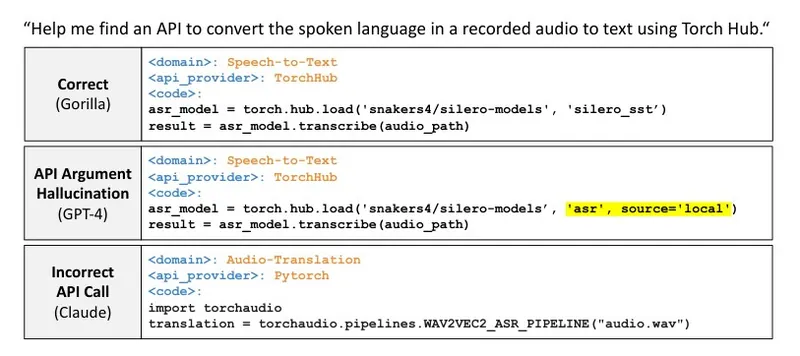 “Help me find an API to convert the spoken language in a recorded audio to text using Torch Hub.“
Correct
(Gorilla)
<domain>: Speech-to-Text
<api_provider>: TorchHub
<code>:
asr_model = torch.hub.load('snakers4/silero-models', 'silero_sst’)
result = asr_model.transcribe(audio_path)
API Argument
Hallucination
(GPT-4)
<domain>: Speech-to-Text
<api_provider>: TorchHub
<code>:
asr_model = torch.hub.load('snakers4/silero-models’, 'asr', source='local')
result = asr_model.transcribe(audio_path)
Incorrect
API Call
(Claude)
<domain>: Audio-Translation
<api_provider>: Pytorch
<code>:
import torchaudio
translation = torchaudio.pipelines.WAV2VEC2_ASR_PIPELINE("audio.wav")